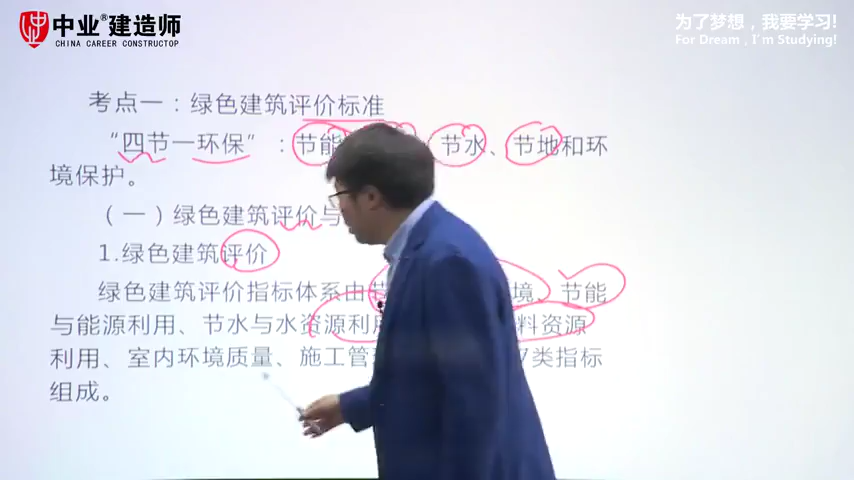 中业®建造师
CHINA CAREER CONSTRUCTOP
为了梦想，我要学习!
For Dream , I'm Studying!
考点一：绿色建筑评价标准
“四节一环保”：节能、节水、节地和环
境保护。
（一）绿色建筑评价与
1.绿色建筑评价
绿色建筑评价指标体系由节 境、节能
与能源利用、节水与水资源利用 料资源
利用、室内环境质量、施工管 7类指标
组成。